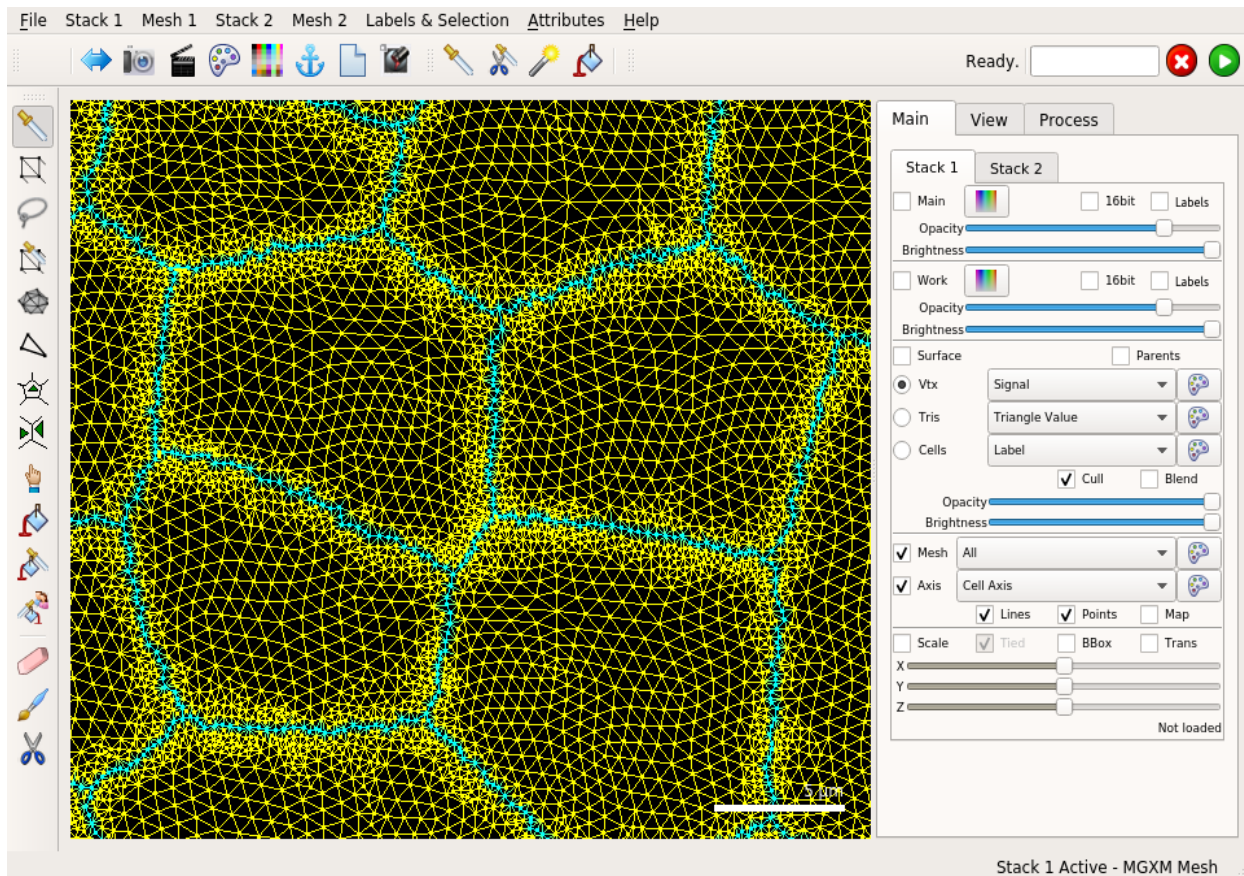 File Stack 1 Mesh 1 Stack 2 Mesh 2 Labels & Selection Attributes Help
Ready.
Main View Process
Stack 1 Stack 2
Main 16bit Labels
Opacity
Brightness
Work 16bit Labels
Opacity
Brightness
Surface Parents
Vtx Signal
Tris Triangle Value
Cells Label
Cull Blend
Opacity
Brightness
Mesh All
Axis Cell Axis
Lines Points Map
Scale Tied BBox Trans
X
Y
Z
Not loaded
5 µm
Stack 1 Active - MGXM Mesh